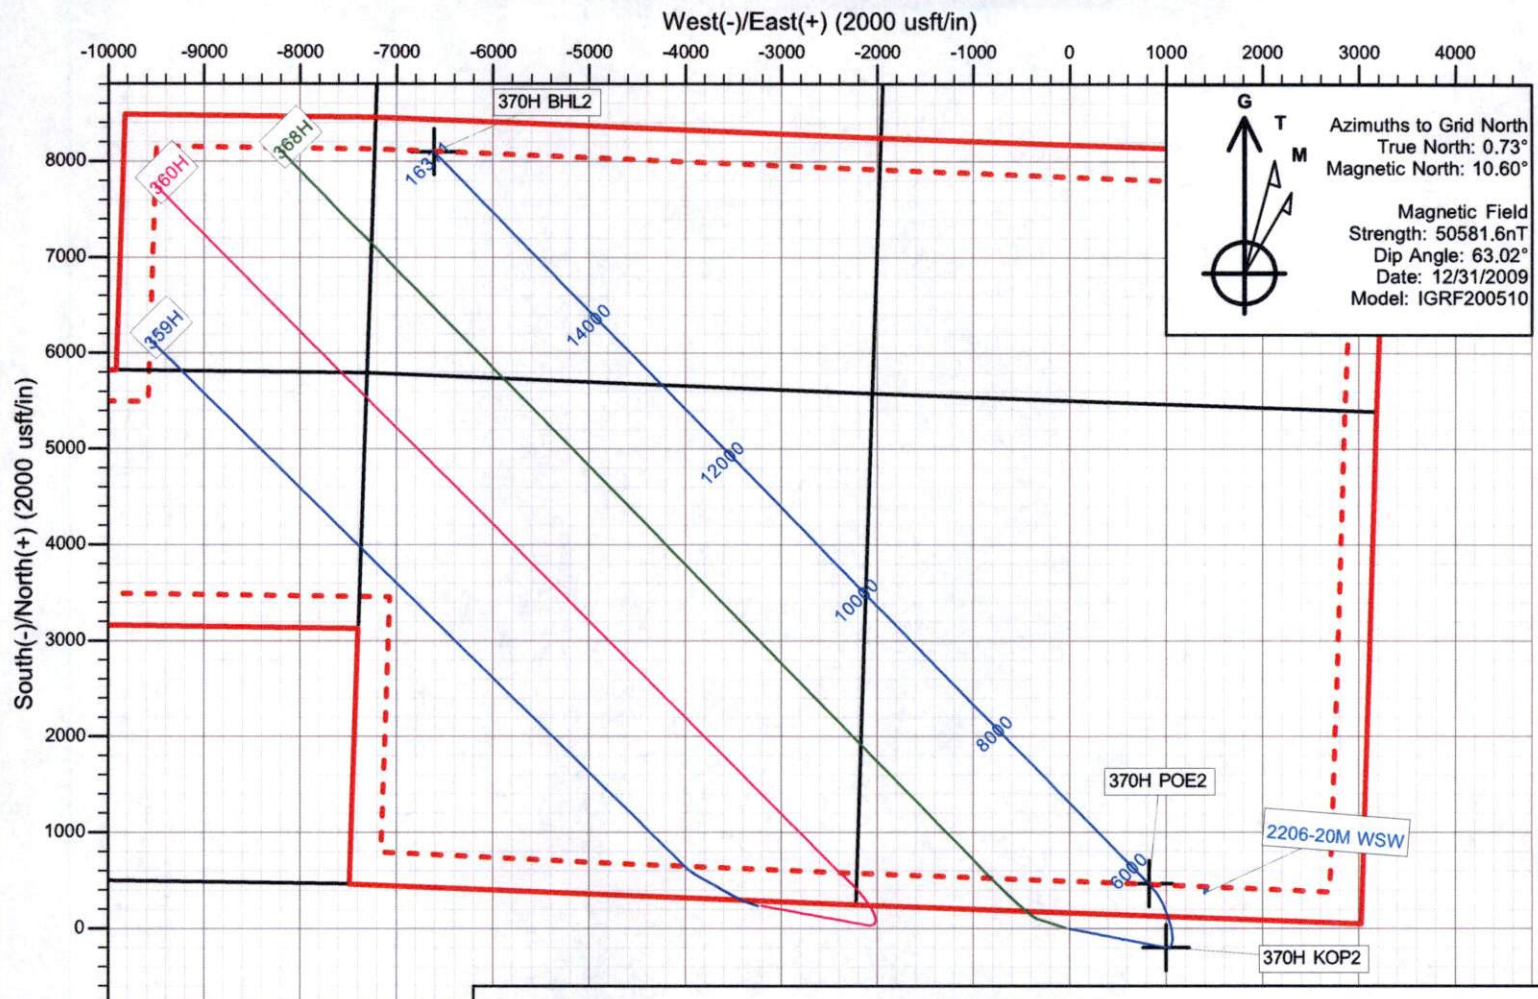 West(-)/East(+) (2000 usft/in)
-10000 -9000 -8000 -7000 -6000 -5000 -4000 -3000 -2000 -1000 0 1000 2000 3000 4000
South(-)/North(+) (2000 usft/in)
8000
7000
6000
5000
4000
3000
2000
1000
0
370H BHL2
360H
368H
359H
14000
12000
10000
8000
6000
370H POE2
2206-20M WSW
370H KOP2
G
T
M
Azimuths to Grid North
True North: 0.73°
Magnetic North: 10.60°
Magnetic Field
Strength: 50581.6nT
Dip Angle: 63.02°
Date: 12/31/2009
Model: IGRF200510